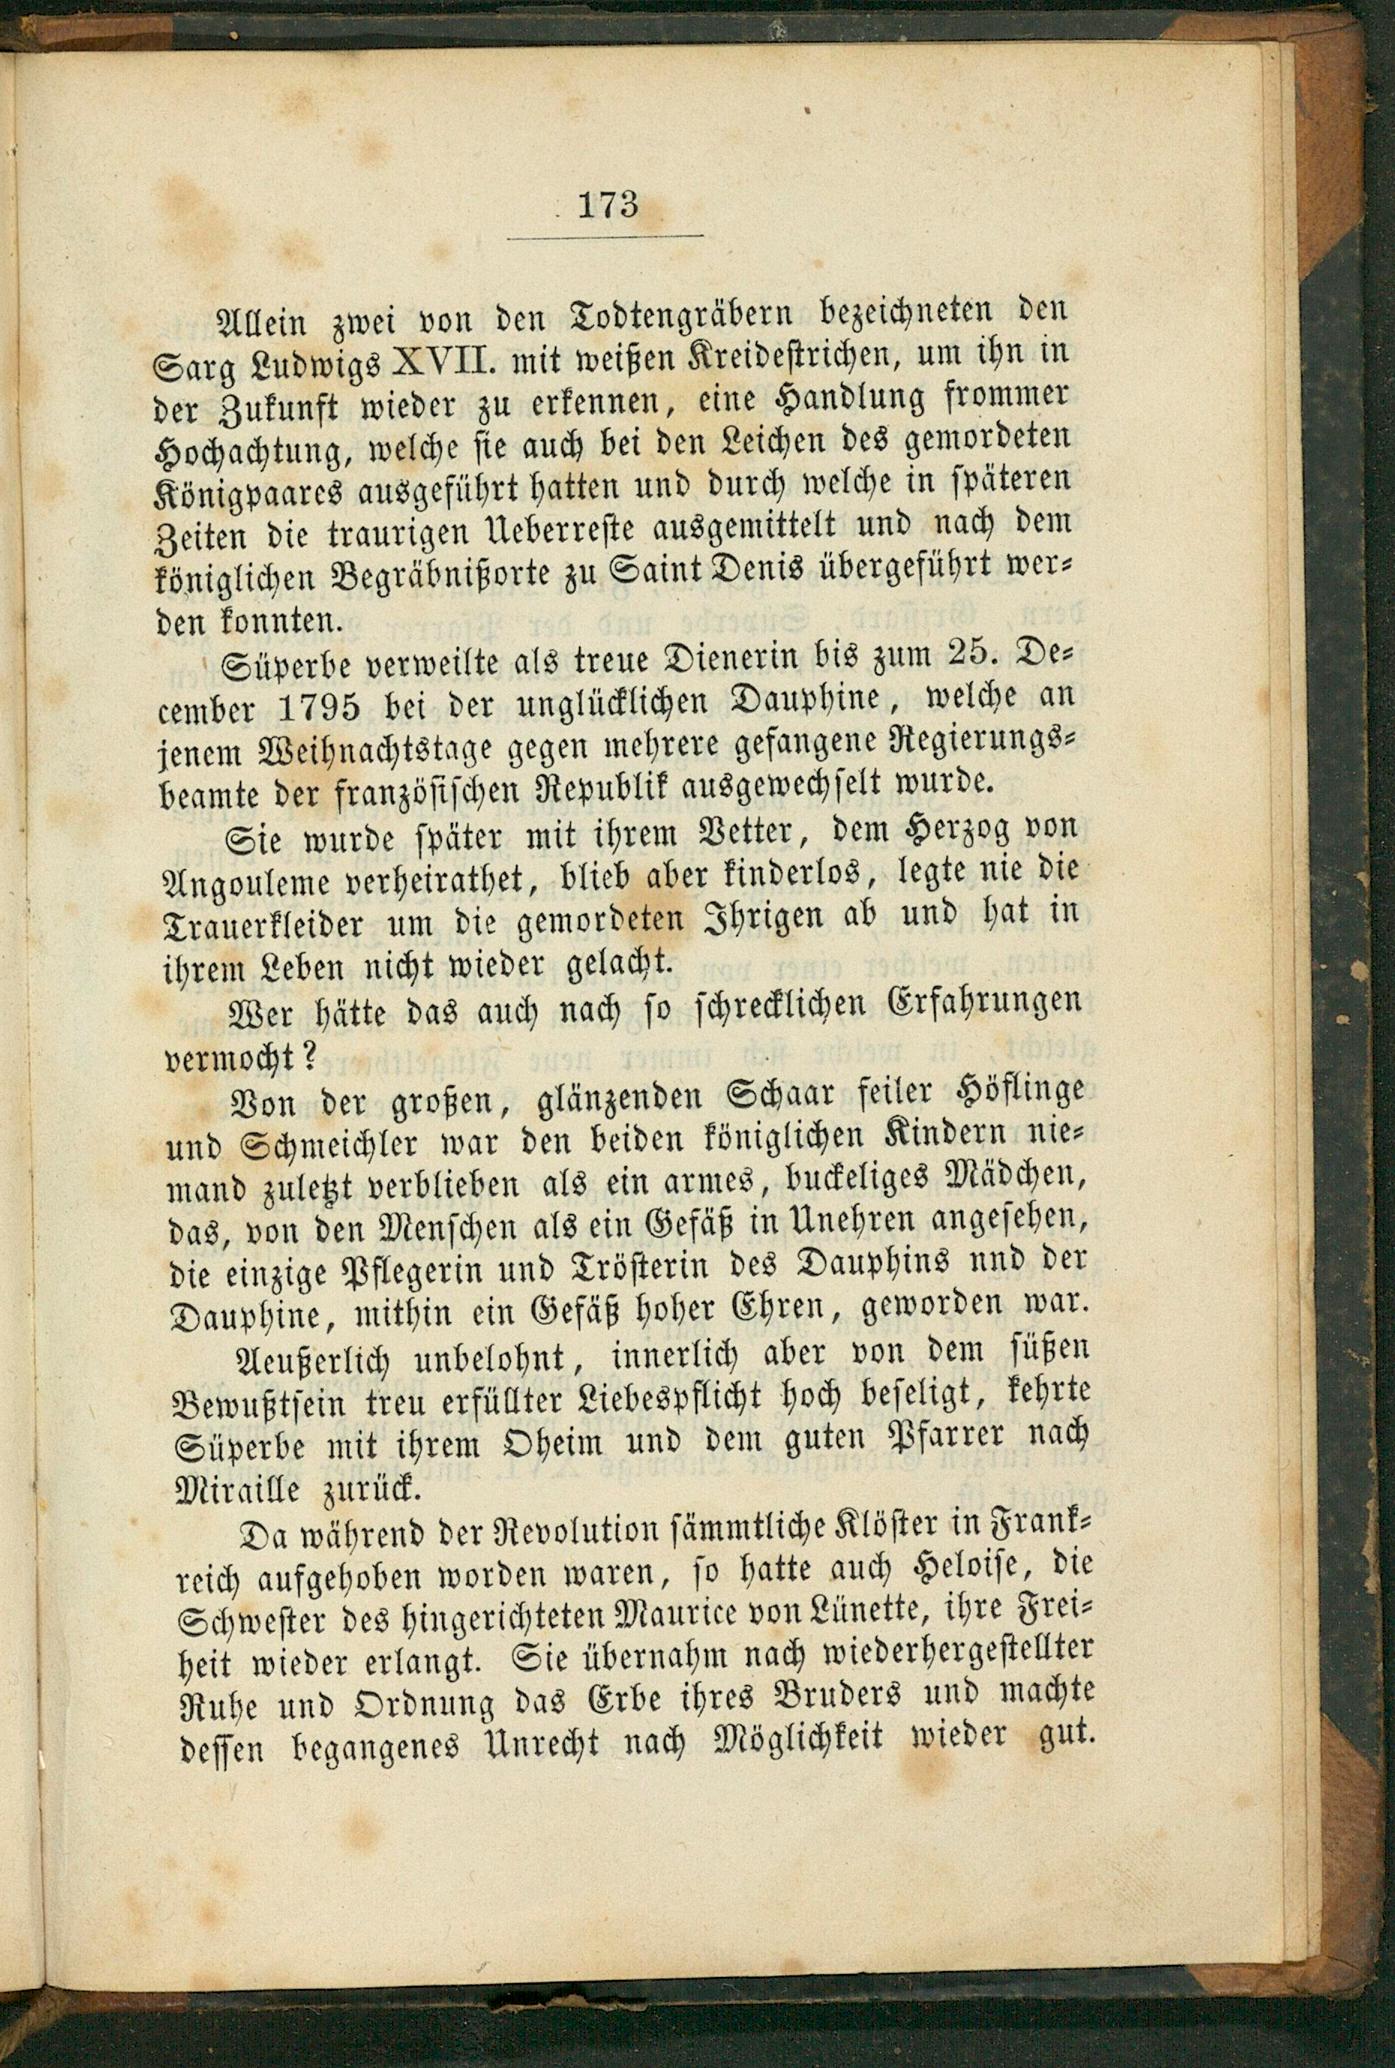 173
Allein zwei von den Todtengräbern bezeichneten den
Sarg Ludwigs XVII. mit weißen Kreidestrichen, um ihn in
der Zukunft wieder zu erkennen, eine Handlung frommer
Hochachtung, welche sie auch bei den Leichen des gemordeten
Königpaares ausgeführt hatten und durch welche in späteren
Zeiten die traurigen Ueberreste ausgemittelt und nach dem
königlichen Begräbnißorte zu Saint Denis übergeführt wer-
den konnten.
Süperbe verweilte als treue Dienerin bis zum 25. De-
cember 1795 bei der unglücklichen Dauphine, welche an
jenem Weihnachtstage gegen mehrere gefangene Regierungs-
beamte der französischen Republik ausgewechselt wurde.
Sie wurde später mit ihrem Vetter, dem Herzog von
Angouleme verheirathet, blieb aber kinderlos, legte nie die
Trauerkleider um die gemordeten Ihrigen ab und hat in
ihrem Leben nicht wieder gelacht.
Wer hätte das auch nach so schrecklichen Erfahrungen
vermocht?
Von der großen, glänzenden Schaar feiler Höflinge
und Schmeichler war den beiden königlichen Kindern nie-
mand zuletzt verblieben als ein armes, buckeliges Mädchen,
das, von den Menschen als ein Gefäß in Unehren angesehen,
die einzige Pflegerin und Trösterin des Dauphins nnd der
Dauphine, mithin ein Gefäß hoher Ehren, geworden war.
Aeußerlich unbelohnt, innerlich aber von dem süßen
Bewußtsein treu erfüllter Liebespflicht hoch beseligt, kehrte
Süperbe mit ihrem Oheim und dem guten Pfarrer nach
Miraille zurück.
Da während der Revolution sämmtliche Klöster in Frank-
reich aufgehoben worden waren, so hatte auch Heloise, die
Schwester des hingerichteten Maurice von Lünette, ihre Frei-
heit wieder erlangt. Sie übernahm nach wiederhergestellter
Ruhe und Ordnung das Erbe ihres Bruders und machte
dessen begangenes Unrecht nach Möglichkeit wieder gut.